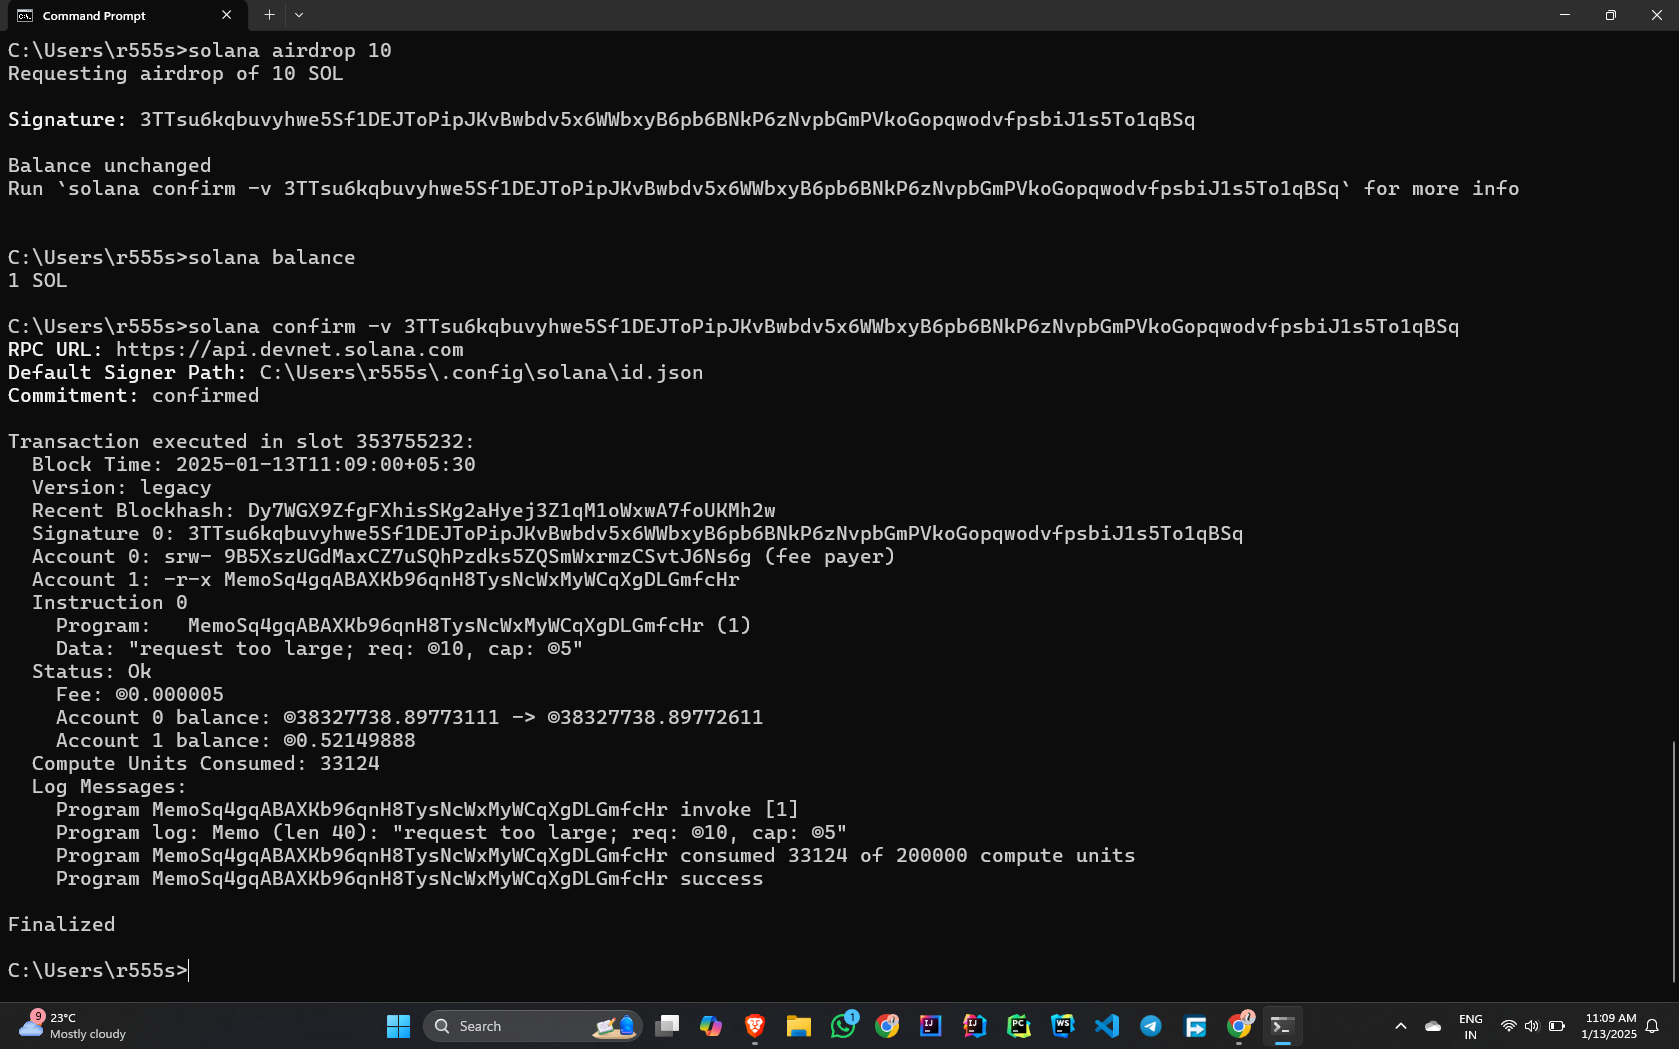 Command Prompt
C:\Users\r555s>solana airdrop 10
Requesting airdrop of 10 SOL
Signature: 3TTsu6kqbuvyhwe5Sf1DEJToPipJKvBwbdv5x6WWbxyB6pb6BNkP6zNvpbGmPVkoGopqwodvfpsbiJ1s5To1qBSq
Balance unchanged
Run `solana confirm -v 3TTsu6kqbuvyhwe5Sf1DEJToPipJKvBwbdv5x6WWbxyB6pb6BNkP6zNvpbGmPVkoGopqwodvfpsbiJ1s5To1qBSq` for more info
C:\Users\r555s>solana balance
1 SOL
C:\Users\r555s>solana confirm -v 3TTsu6kqbuvyhwe5Sf1DEJToPipJKvBwbdv5x6WWbxyB6pb6BNkP6zNvpbGmPVkoGopqwodvfpsbiJ1s5To1qBSq
RPC URL: https://api.devnet.solana.com
Default Signer Path: C:\Users\r555s\.config\solana\id.json
Commitment: confirmed
Transaction executed in slot 353755232:
Block Time: 2025-01-13T11:09:00+05:30
Version: legacy
Recent Blockhash: Dy7WGX9ZfgFXhisSKg2aHyej3Z1qM1oWxwA7foUKMh2w
Signature 0: 3TTsu6kqbuvyhwe5Sf1DEJToPipJKvBwbdv5x6WWbxyB6pb6BNkP6zNvpbGmPVkoGopqwodvfpsbiJ1s5To1qBSq
Account 0: srw- 9B5XszUGdMaxCZ7uSQhPzdks5ZQSmWxrmzCSvtJ6Ns6g (fee payer)
Account 1: -r-x MemoSq4gqABAXKb96qnH8TysNcWxMyWCqXgDLGmfcHr
Instruction 0
Program:   MemoSq4gqABAXKb96qnH8TysNcWxMyWCqXgDLGmfcHr (1)
Data: "request too large; req: ◎10, cap: ◎5"
Status: Ok
Fee: ◎0.000005
Account 0 balance: ◎38327738.89773111 -> ◎38327738.89772611
Account 1 balance: ◎0.52149888
Compute Units Consumed: 33124
Log Messages:
Program MemoSq4gqABAXKb96qnH8TysNcWxMyWCqXgDLGmfcHr invoke [1]
Program log: Memo (len 40): "request too large; req: ◎10, cap: ◎5"
Program MemoSq4gqABAXKb96qnH8TysNcWxMyWCqXgDLGmfcHr consumed 33124 of 200000 compute units
Program MemoSq4gqABAXKb96qnH8TysNcWxMyWCqXgDLGmfcHr success
Finalized
C:\Users\r555s>
9 23°C
Mostly cloudy
Search
1
IJ
IJ
PC
WS
ENG
IN
11:09 AM
1/13/2025